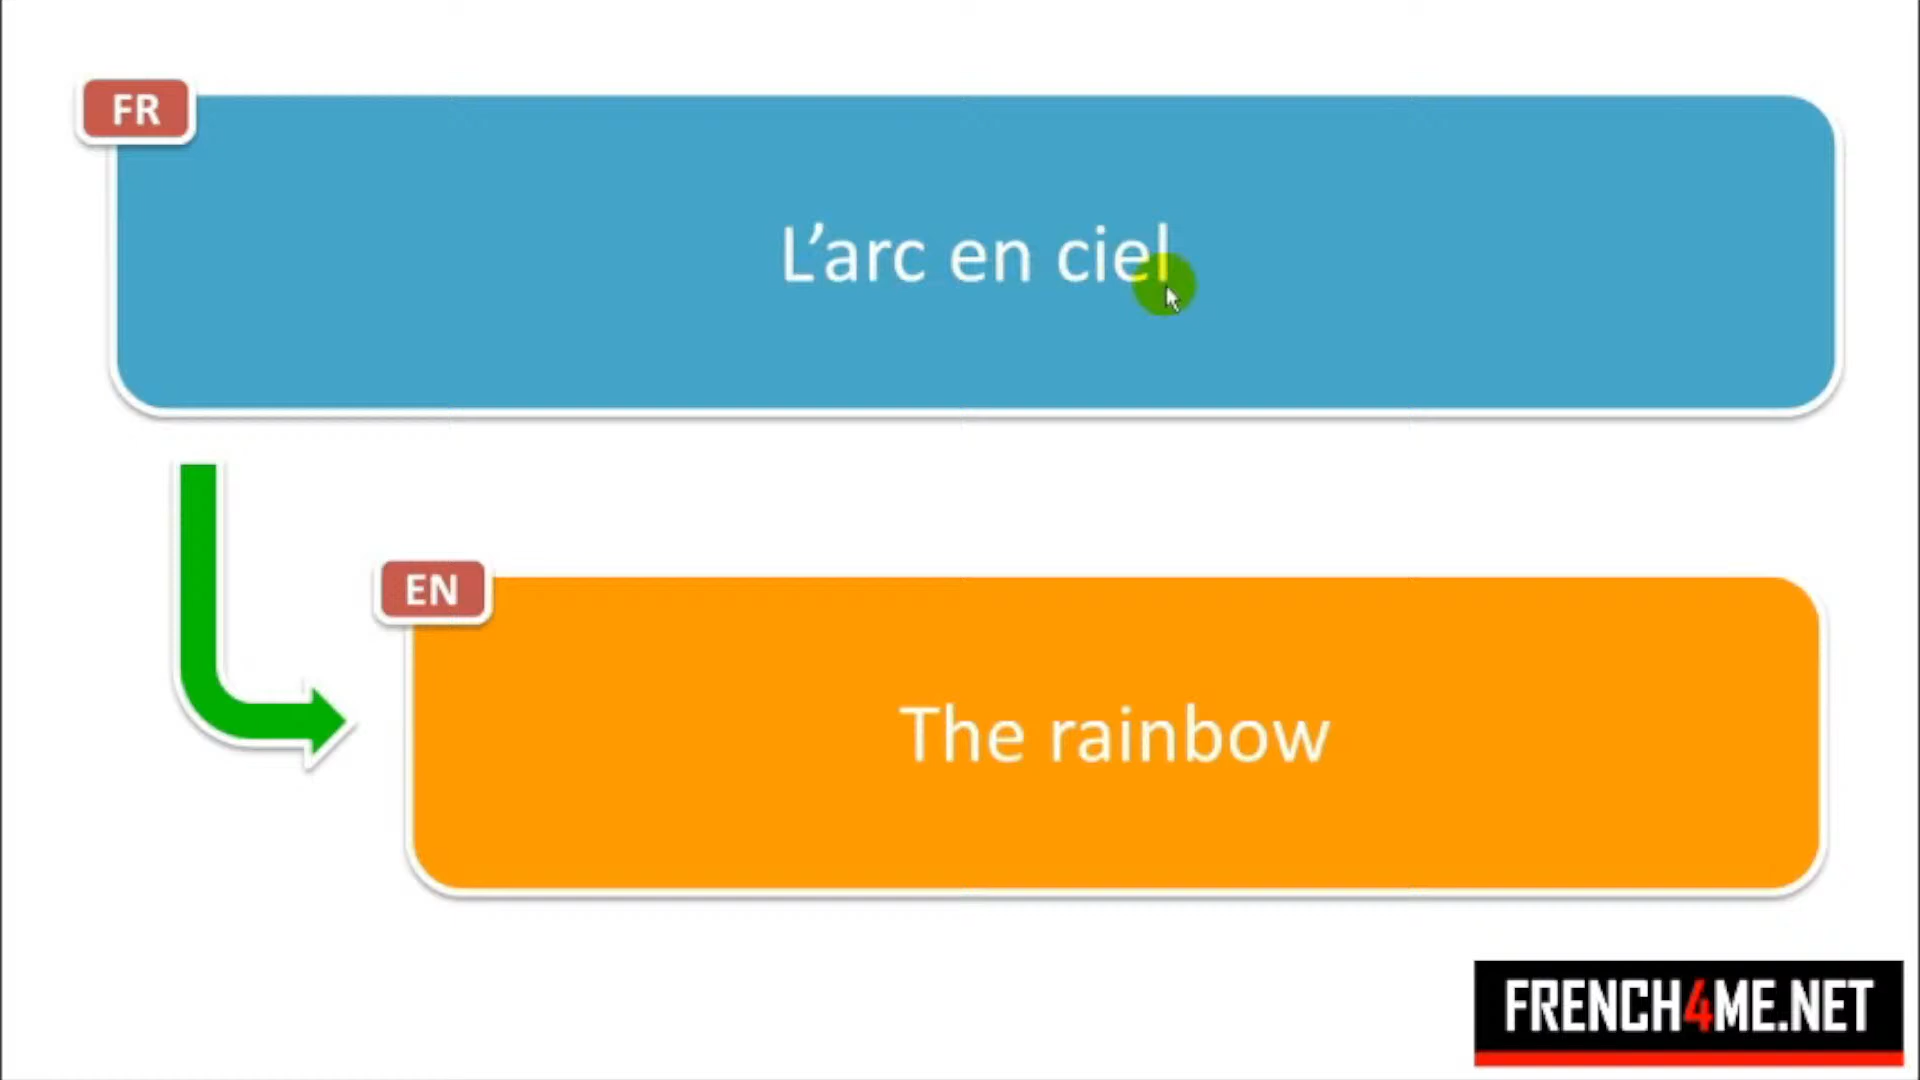 FR
L’arc en ciel
EN
The rainbow
FRENCH4ME.NET